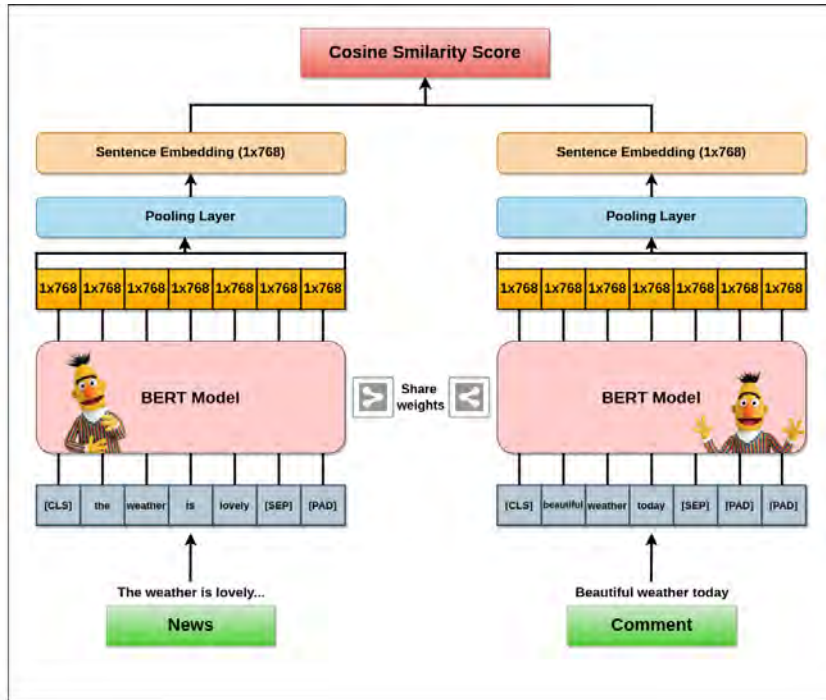 Cosine Smilarity Score
Sentence Embedding (1x768)
Sentence Embedding (1x768)
Pooling Layer
Pooling Layer
1x768 1x768 1x768 1x768 1x768 1x768 1x768
1x768 1x768 1x768 1x768 1x768 1x768 1x768
BERT Model
Share
weights
BERT Model
[CLS] the weather is lovely [SEP] [PAD]
[CLS] beautiful weather today [SEP] [PAD] [PAD]
The weather is lovely...
Beautiful weather today
News
Comment